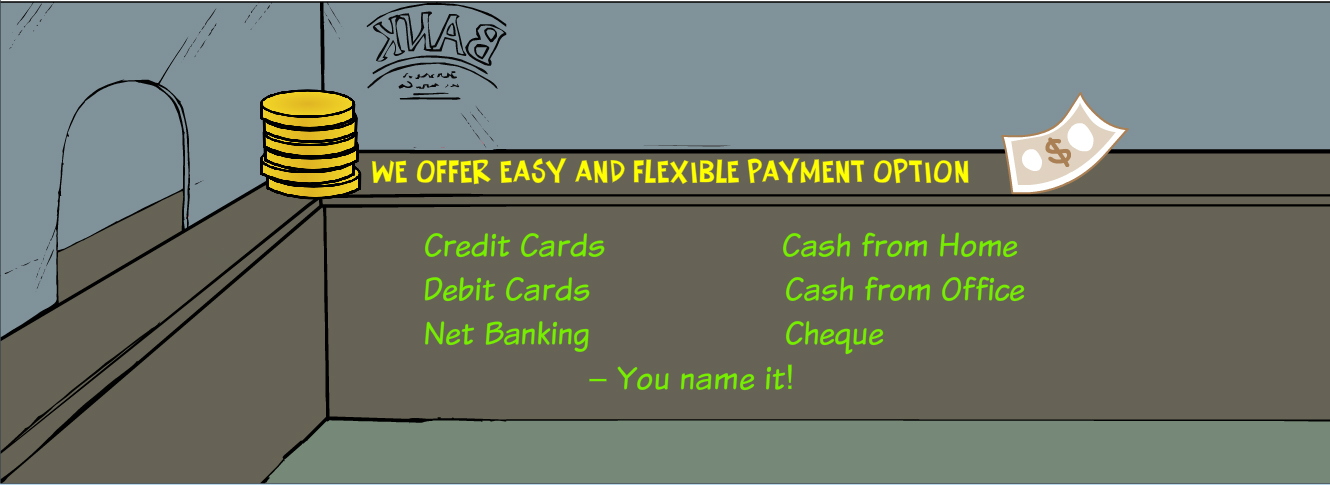 BANK
WE OFFER EASY AND FLEXIBLE PAYMENT OPTION
Credit Cards
Cash from Home
Debit Cards
Cash from Office
Net Banking
Cheque
– You name it!
$